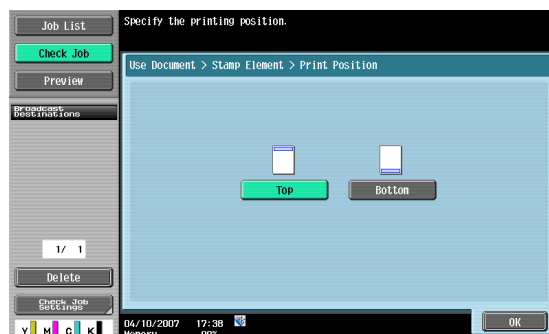 Job List
Check Job
Preview
Broadcast
Destinations
1/ 1
Delete
Check Job
Settings
Y M C K
Specify the printing position.
Use Document > Stamp Element > Print Position
Top
Bottom
04/10/2007 17:38
Memory 99%
OK